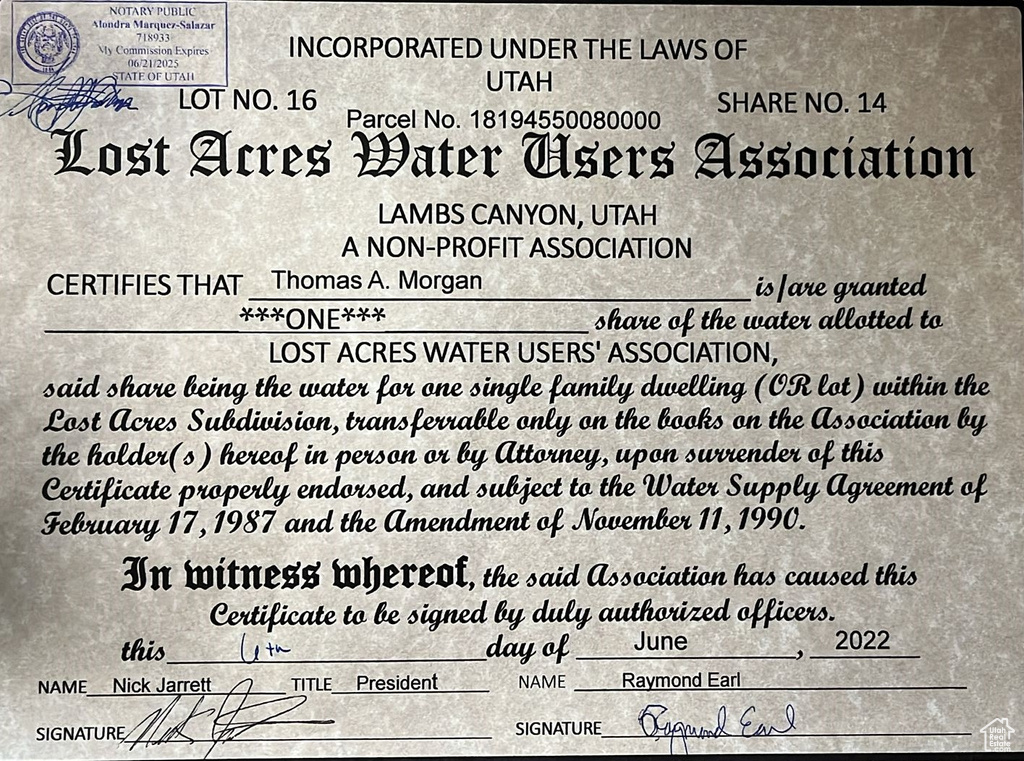 NOTARY PUBLIC
Alondra Marquez-Salazar
718933
My Commission Expires
06/21/2025
STATE OF UTAH
INCORPORATED UNDER THE LAWS OF
UTAH
LOT NO. 16
SHARE NO. 14
Parcel No. 18194550080000
Lost Acres Water Users Association
LAMBS CANYON, UTAH
A NON-PROFIT ASSOCIATION
CERTIFIES THAT Thomas A. Morgan is/are granted
***ONE*** share of the water allotted to
LOST ACRES WATER USERS' ASSOCIATION,
said share being the water for one single family dwelling (OR lot) within the
Lost Acres Subdivision, transferrable only on the books on the Association by
the holder(s) hereof in person or by Attorney, upon surrender of this
Certificate properly endorsed, and subject to the Water Supply Agreement of
February 17, 1987 and the Amendment of November 11, 1990.
In witness whereof, the said Association has caused this
Certificate to be signed by duly authorized officers.
this 6th day of June, 2022
NAME Nick Jarrett TITLE President NAME Raymond Earl
SIGNATURE SIGNATURE Raymond Earl
Utah
Real
Estate
.com